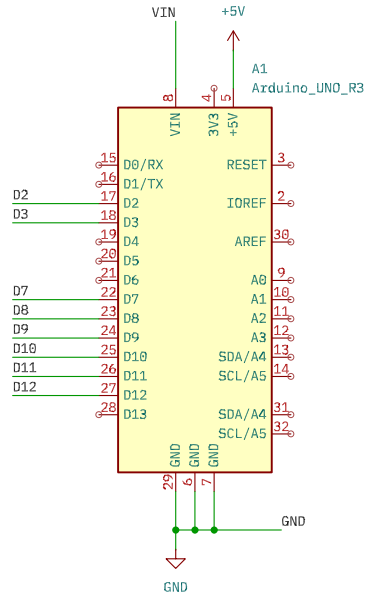 VIN
+5V
A1
Arduino_UNO_R3
8
4
5
VIN
3V3
+5V
15 D0/RX RESET 3
16 D1/TX
D2 17 D2 IOREF 2
D3 18 D3
19 D4 AREF 30
20 D5
21 D6 A0 9
D7 22 D7 A1 10
D8 23 D8 A2 11
D9 24 D9 A3 12
D10 25 D10 SDA/A4 13
D11 26 D11 SCL/A5 14
D12 27 D12
28 D13 SDA/A4 31
SCL/A5 32
GND
GND
GND
29
6
7
GND
GND